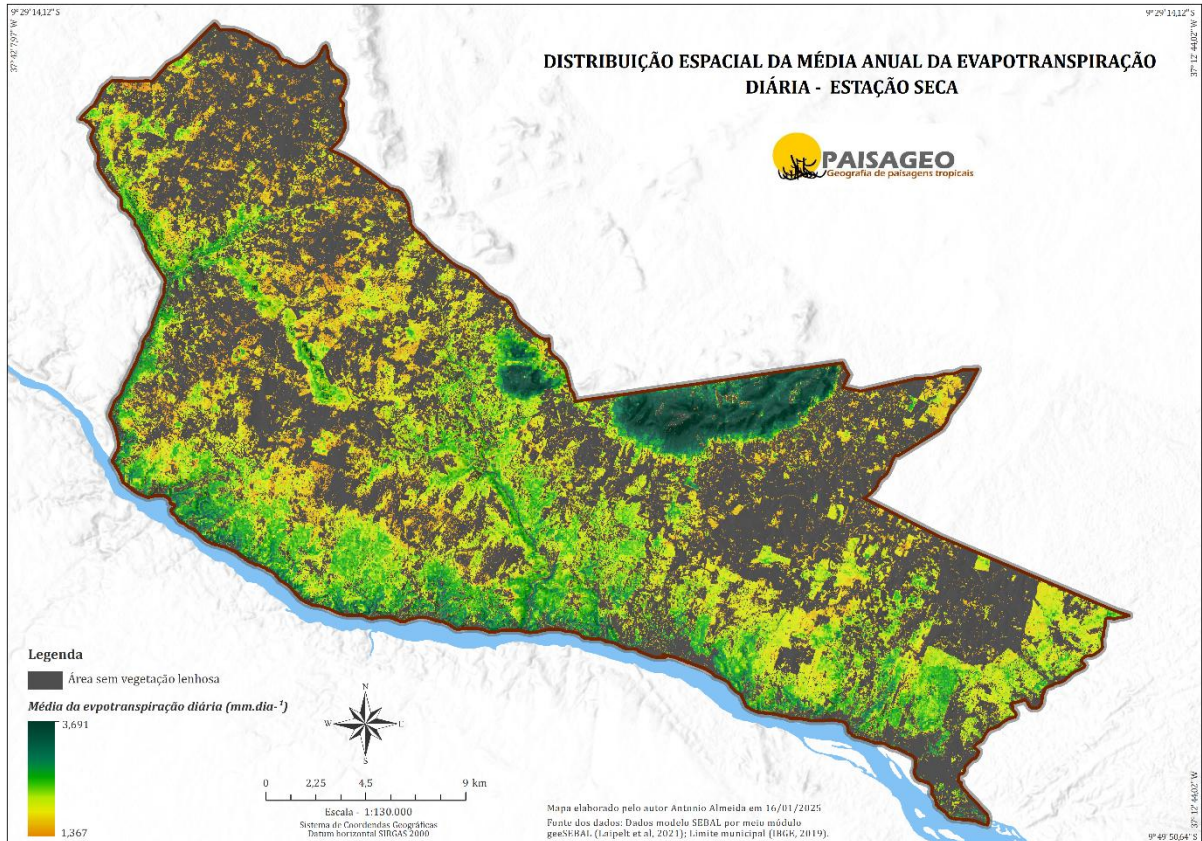 9° 29' 14,12" S
9° 29' 14,12" S
37° 42' 7,97" W
37° 12' 44,02" W
DISTRIBUIÇÃO ESPACIAL DA MÉDIA ANUAL DA EVAPOTRANSPIRAÇÃO
DIÁRIA - ESTAÇÃO SECA
PAISAGEO
Geografia de paisagens tropicais
Legenda
Área sem vegetação lenhosa
Média da evpotranspiração diária (mm.dia-¹)
3,691
1,367
N
W
L
S
0 2,25 4,5 9 km
Escala - 1:130.000
Sistema de Coordendas Geográficas
Datum horizontal SIRGAS 2000
Mapa elaborado pelo autor Antonio Almeida em 16/01/2025
Fonte dos dados: Dados modelo SEBAL por meio módulo
geeSEBAL (Laipelt et al, 2021); Limite municipal (IBGE, 2019).
37° 12' 44,02" W
9° 49' 50,64" S